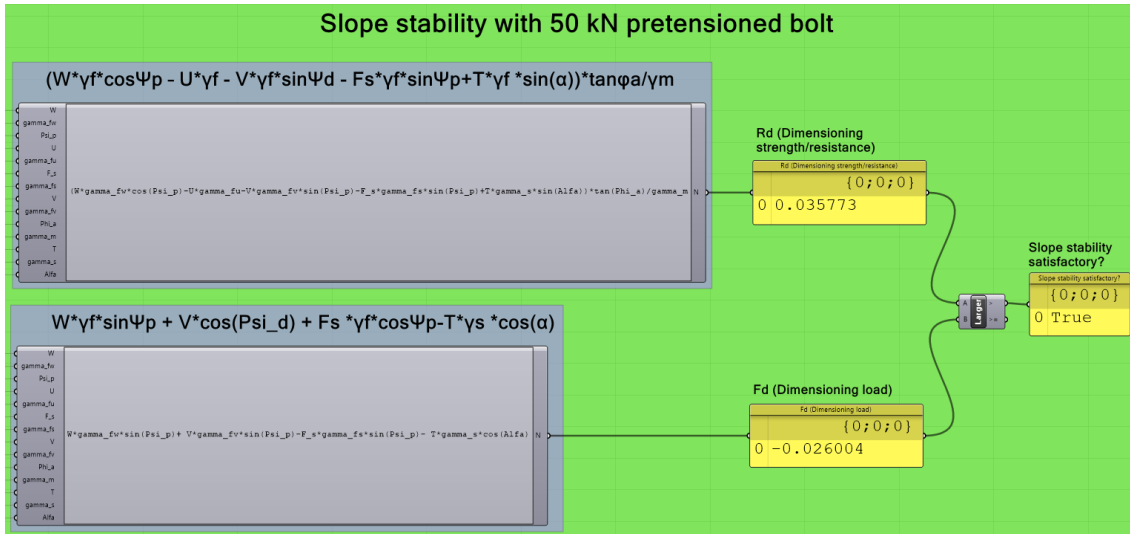 Slope stability with 50 kN pretensioned bolt
(W*γf*cosΨp - U*γf - V*γf*sinΨd - Fs*γf*sinΨp+T*γf *sin(α))*tanφa/γm
W
gamma_fw
Psi_p
U
gamma_fu
F_s
gamma_fs
V
gamma_fv
Phi_a
gamma_m
T
gamma_s
Alfa
(W*gamma_fw*cos(Psi_p)-U*gamma_fu-V*gamma_fv*sin(Psi_p)-F_s*gamma_fs*sin(Psi_p)+T*gamma_s*sin(Alfa))*tan(Phi_a)/gamma_m
N
Rd (Dimensioning
strength/resistance)
Rd (Dimensioning strength/resistance)
{0;0;0}
0 0.035773
W*γf*sinΨp + V*cos(Psi_d) + Fs *γf*cosΨp-T*γs *cos(α)
W
gamma_fw
Psi_p
U
gamma_fu
F_s
gamma_fs
V
gamma_fv
Phi_a
gamma_m
T
gamma_s
Alfa
W*gamma_fw*sin(Psi_p)+ V*gamma_fv*sin(Psi_p)-F_s*gamma_fs*sin(Psi_p)- T*gamma_s*cos(Alfa)
N
Fd (Dimensioning load)
Fd (Dimensioning load)
{0;0;0}
0 -0.026004
A
B
Larger
>
>=
Slope stability
satisfactory?
Slope stability satisfactory?
{0;0;0}
0 True